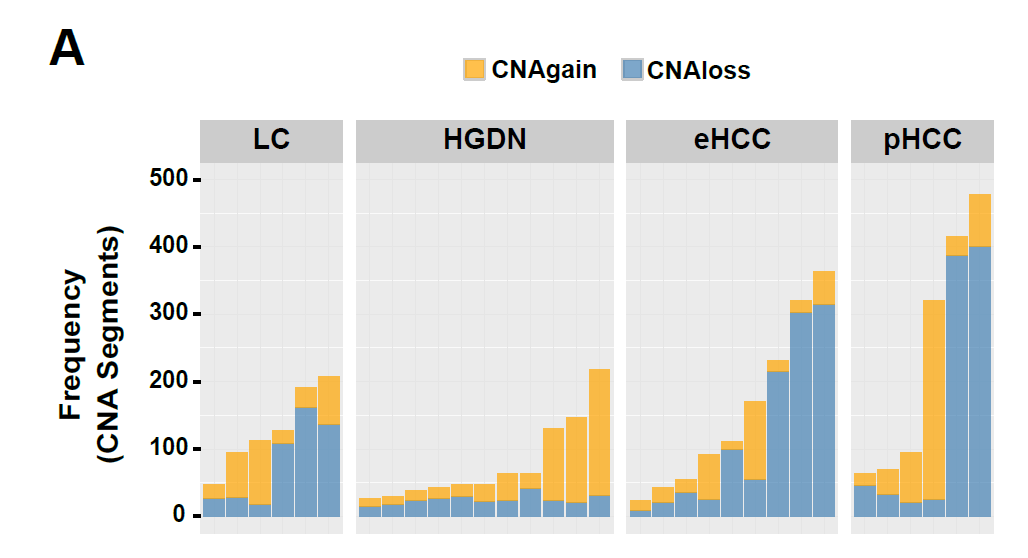 A
CNAgain CNAloss
LC HGDN eHCC pHCC
500
400
300
200
100
0
Frequency
(CNA Segments)